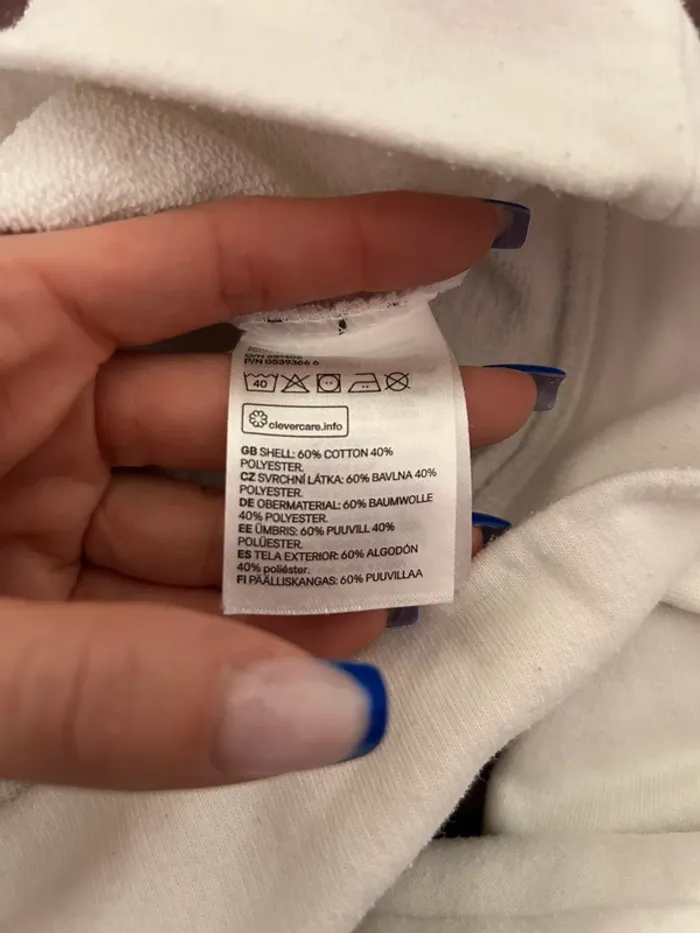 P/N 0539366 6
40
clevercare.info
GB SHELL: 60% COTTON 40%
POLYESTER.
CZ SVRCHNÍ LÁTKA: 60% BAVLNA 40%
POLYESTER.
DE OBERMATERIAL: 60% BAUMWOLLE
40% POLYESTER.
EE ÜMBRIS: 60% PUUVILL 40%
POLÜESTER.
ES TELA EXTERIOR: 60% ALGODÓN
40% poliéster.
FI PÄÄLLISKANGAS: 60% PUUVILLAA